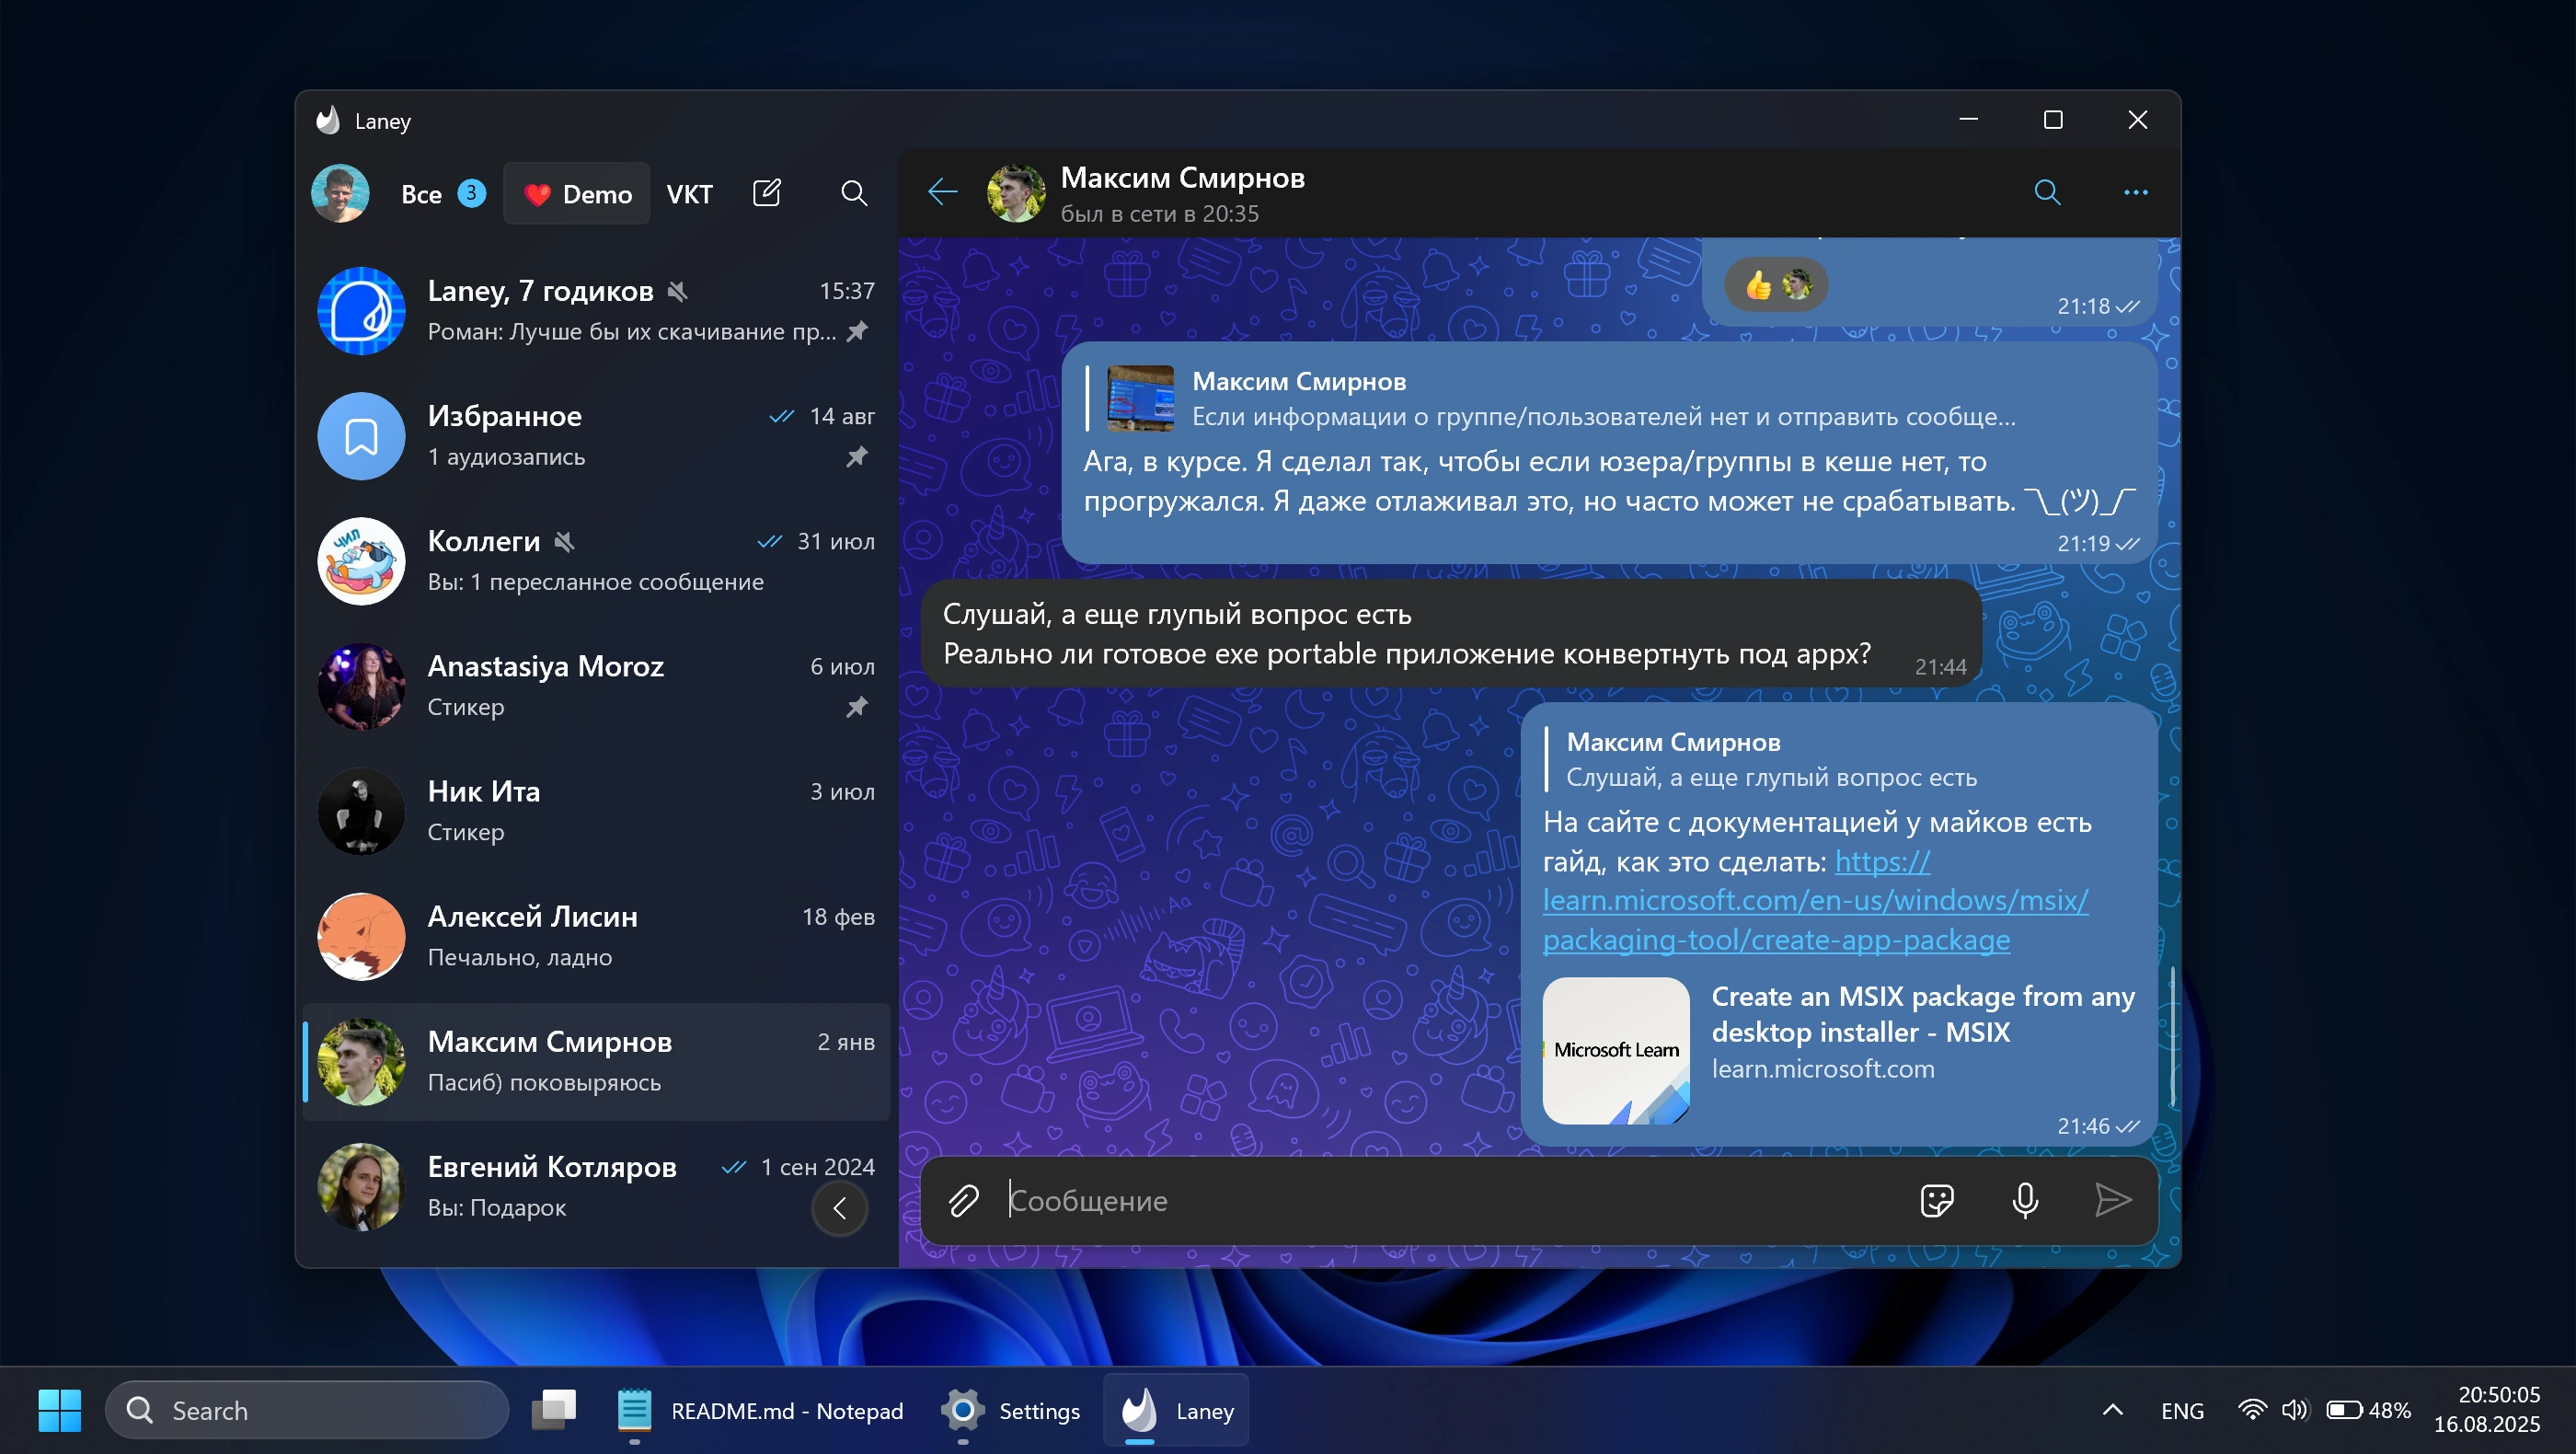 Laney
Все 3
Demo
VKT
Laney, 7 годиков
15:37
Роман: Лучше бы их скачивание пр...
Избранное
14 авг
1 аудиозапись
ЧИЛ
Коллеги
31 июл
Вы: 1 пересланное сообщение
Anastasiya Moroz
6 июл
Стикер
Ник Ита
3 июл
Стикер
Алексей Лисин
18 фев
Печально, ладно
Максим Смирнов
2 янв
Пасиб) поковыряюсь
Евгений Котляров
1 сен 2024
Вы: Подарок
Максим Смирнов
был в сети в 20:35
21:18
Максим Смирнов
Если информации о группе/пользователей нет и отправить сообще...
Ага, в курсе. Я сделал так, чтобы если юзера/группы в кеше нет, то
прогружался. Я даже отлаживал это, но часто может не срабатывать. ¯\_(ツ)_/¯
21:19
Слушай, а еще глупый вопрос есть
Реально ли готовое exe portable приложение конвертнуть под appx?
21:44
Максим Смирнов
Слушай, а еще глупый вопрос есть
На сайте с документацией у майков есть
гайд, как это сделать: https://
learn.microsoft.com/en-us/windows/msix/
packaging-tool/create-app-package
Microsoft Learn
Create an MSIX package from any
desktop installer - MSIX
learn.microsoft.com
21:46
Сообщение
Search
README.md - Notepad
Settings
Laney
ENG
48%
20:50:05
16.08.2025